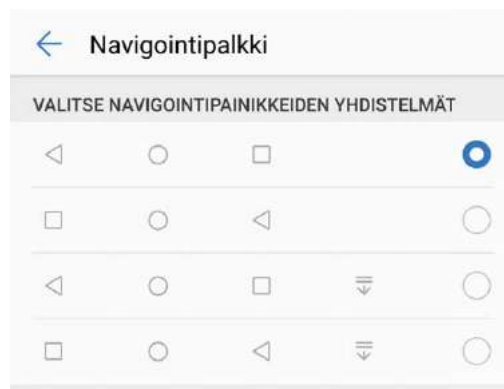 Navigointipalkki
VALITSE NAVIGOINTIPAINIKKEIDEN YHDISTELMÄT